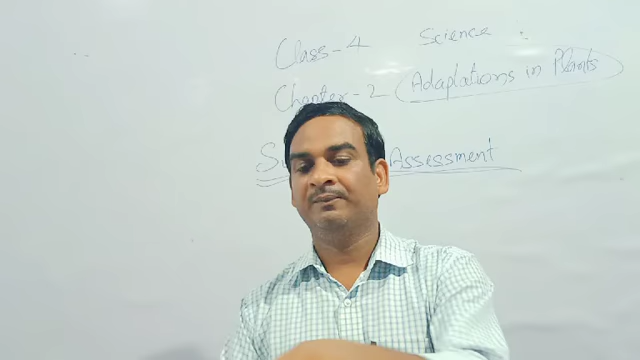 Class-4 Science :
Chapter-2 Adaptations in Plants
Assessment